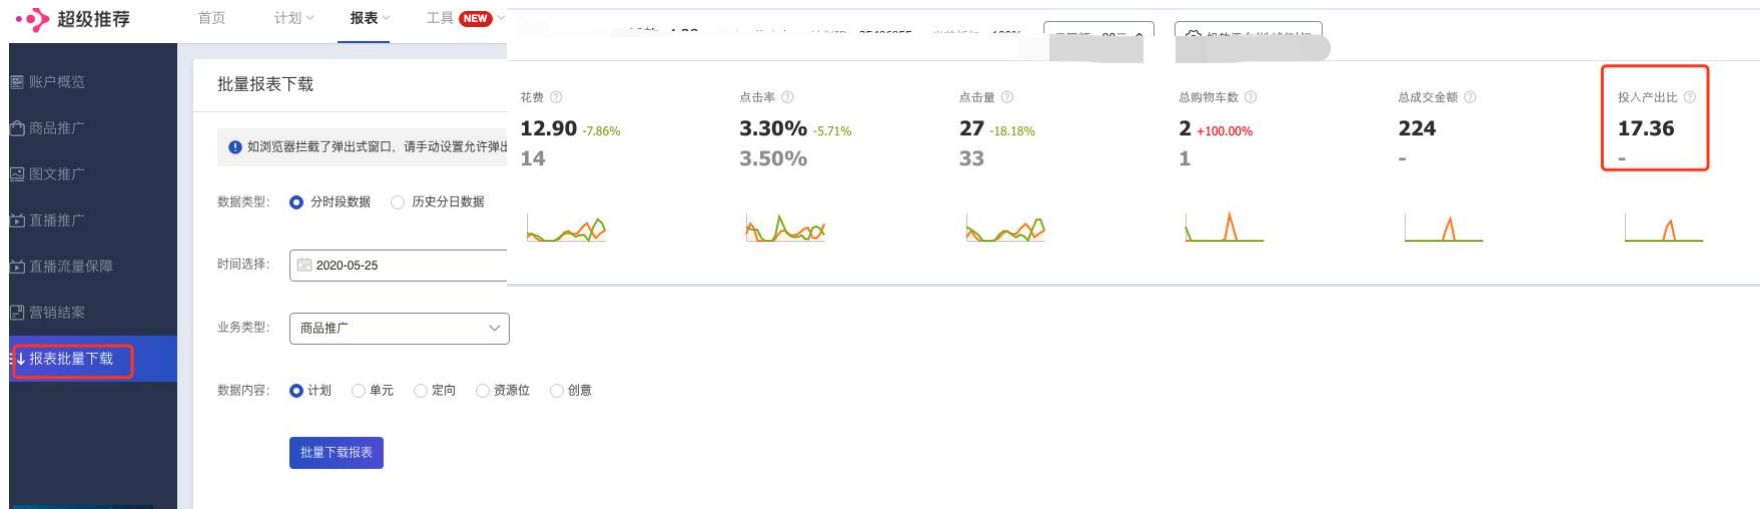 超级推荐
首页 计划 报表 工具 NEW
账户概览
商品推广
图文推广
直播推广
直播流量保障
营销结案
报表批量下载
批量报表下载
如浏览器拦截了弹出式窗口，请手动设置允许弹出
数据类型： 分时段数据 历史分日数据
时间选择： 2020-05-25
业务类型： 商品推广
数据内容： 计划 单元 定向 资源位 创意
批量下载报表
花费 点击率 点击量 总购物车数 总成交金额 投入产出比
12.90 -7.86% 3.30% -5.71% 27 -18.18% 2 +100.00% 224 17.36
14 3.50% 33 1 - -